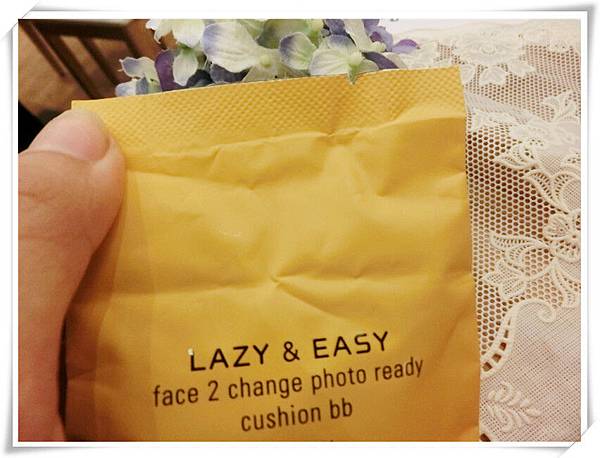 LAZY & EASY
face 2 change photo ready
cushion bb